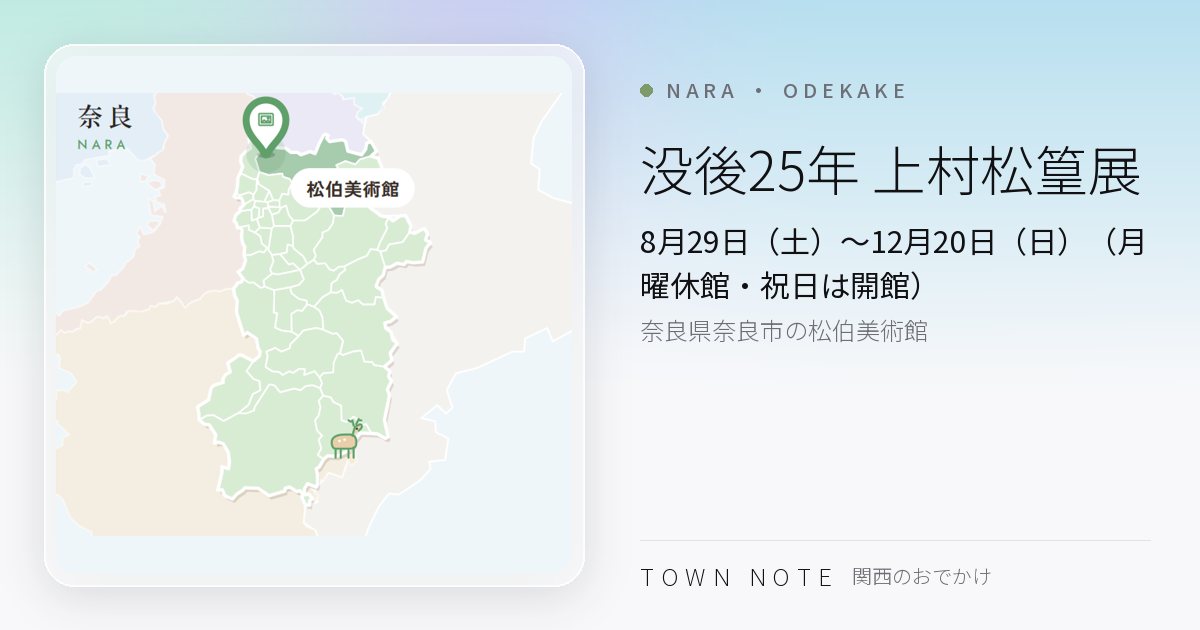 奈良
NARA
松伯美術館
NARA ・ ODEKAKE
没後25年 上村松篁展
8月29日（土）〜12月20日（日）（月
曜休館・祝日は開館）
奈良県奈良市の松伯美術館
TOWN NOTE 関西のおでかけ